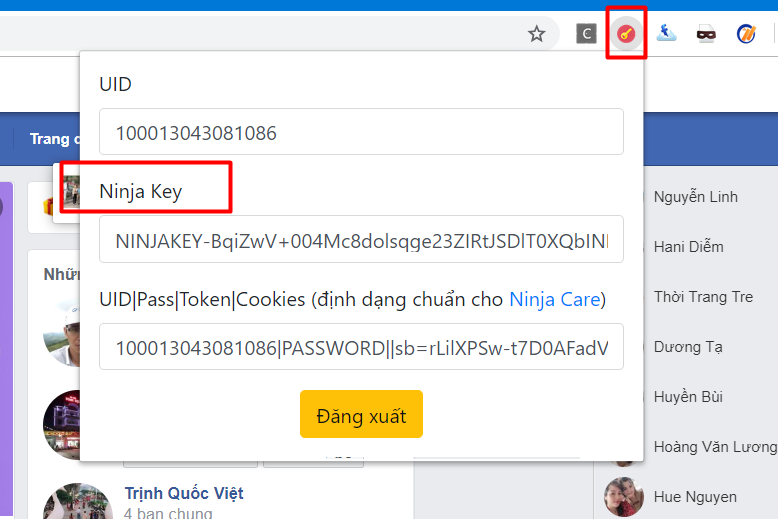 C
UID
100013043081086
Trang c
Ninja Key
NINJAKEY-BqiZwV+004Mc8dolsqge23ZIRtJSDlT0XQbINI
UID|Pass|Token|Cookies (định dạng chuẩn cho Ninja Care)
100013043081086|PASSWORD||sb=rLilXPSw-t7D0AFadV
Đăng xuất
Nhữn
Trịnh Quốc Việt
4 bạn chung
Nguyễn Linh
Hani Diễm
Thời Trang Tre
Dương Tạ
Huyền Bùi
Hoàng Văn Lương
Hue Nguyen